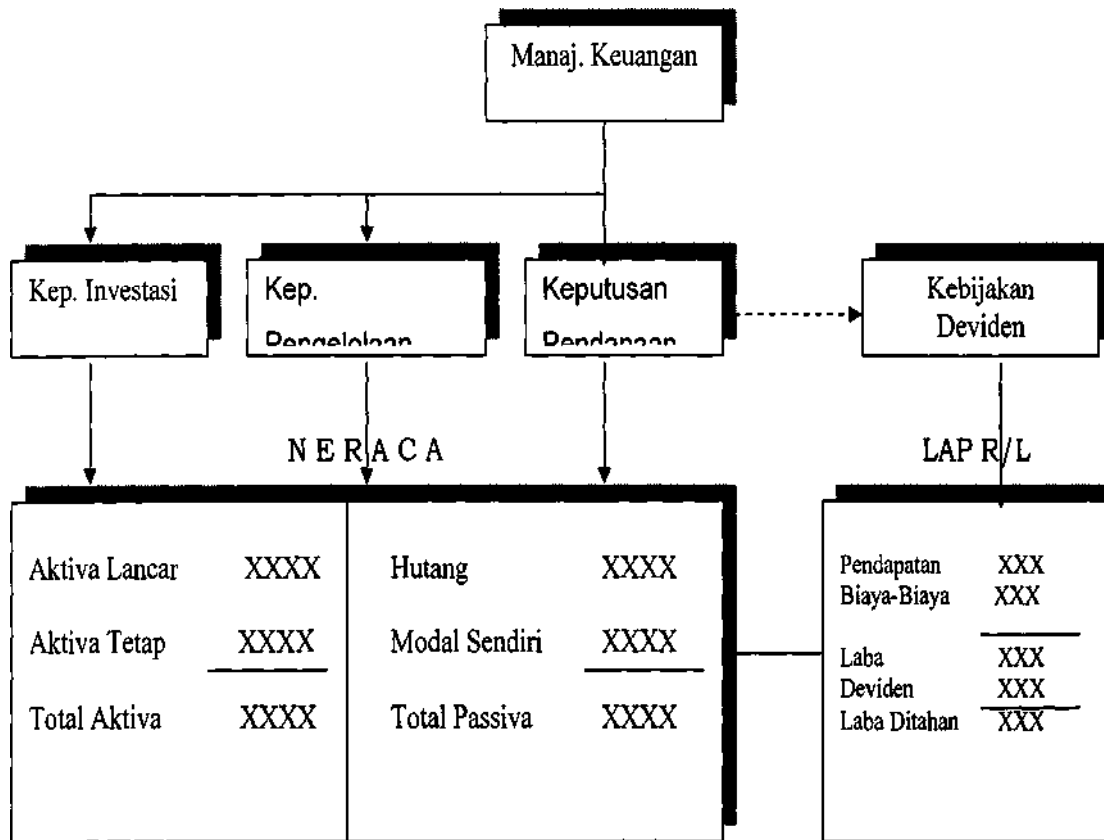 Manaj. Keuangan
Kep. Investasi
Kep.
Pengelolaan
Keputusan
Pendanaan
Kebijakan
Deviden
N E R A C A
LAP R/L
Aktiva Lancar XXXX Hutang XXXX
Aktiva Tetap XXXX Modal Sendiri XXXX
Total Aktiva XXXX Total Passiva XXXX
Pendapatan XXX
Biaya-Biaya XXX
Laba XXX
Deviden XXX
Laba Ditahan XXX